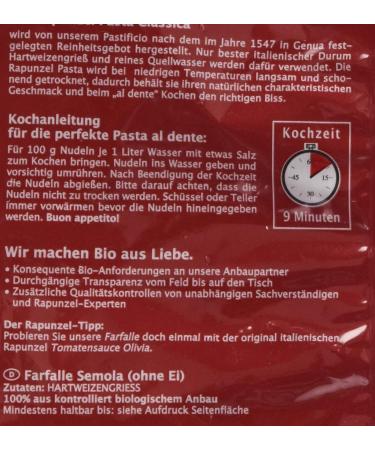 Pasta Classica
wird von unserem Pastificio nach dem im Jahre 1547 in Genua fest-
gelegten Reinheitsgebot hergestellt. Nur bester italienischer Durum
Hartweizengrieß und reines Quellwasser werden dafür verwendet. Die
Rapunzel Pasta wird bei niedrigen Temperaturen langsam und scho-
nend getrocknet, dadurch behält sie ihren natürlichen charakteristischen
Geschmack und beim „al dente“ Kochen den richtigen Biss.
Kochanleitung
für die perfekte Pasta al dente:
Für 100 g Nudeln je 1 Liter Wasser mit etwas Salz
zum Kochen bringen. Nudeln ins Wasser geben und
vorsichtig umrühren. Nach Beendigung der Kochzeit
die Nudeln abgießen. Bitte darauf achten, dass die
Nudeln nicht zu trocken werden. Schüssel oder Teller
immer vorwärmen bevor die Nudeln hineingegeben
werden. Buon appetito!
Kochzeit
60
45
15
30
9 Minuten
Wir machen Bio aus Liebe.
• Konsequente Bio-Anforderungen an unsere Anbaupartner
• Durchgängige Transparenz vom Feld bis auf den Tisch
• Zusätzliche Qualitätskontrollen von unabhängigen Sachverständigen
und Rapunzel-Experten
Der Rapunzel-Tipp:
Probieren Sie unsere Farfalle doch einmal mit der original italienischen
Rapunzel Tomatensauce Olivia.
D Farfalle Semola (ohne Ei)
Zutaten: HARTWEIZENGRIESS
100% aus kontrolliert biologischem Anbau
Mindestens haltbar bis: siehe Aufdruck Seitenfläche